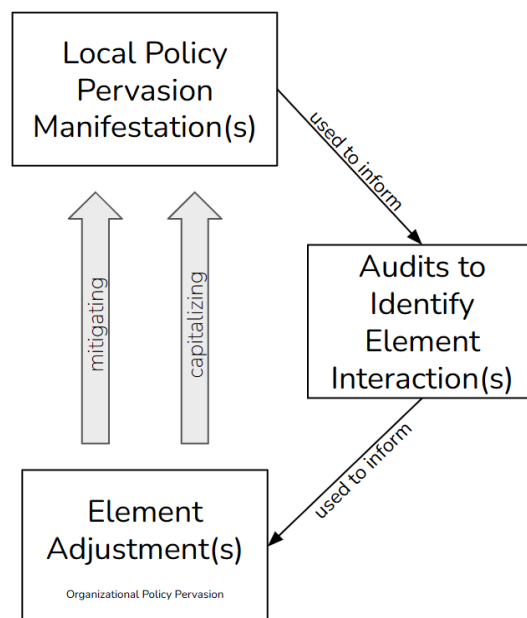 Local Policy
Pervasion
Manifestation(s)
used to inform
mitigating
capitalizing
Audits to
Identify
Element
Interaction(s)
used to inform
Element
Adjustment(s)
Organizational Policy Pervasion